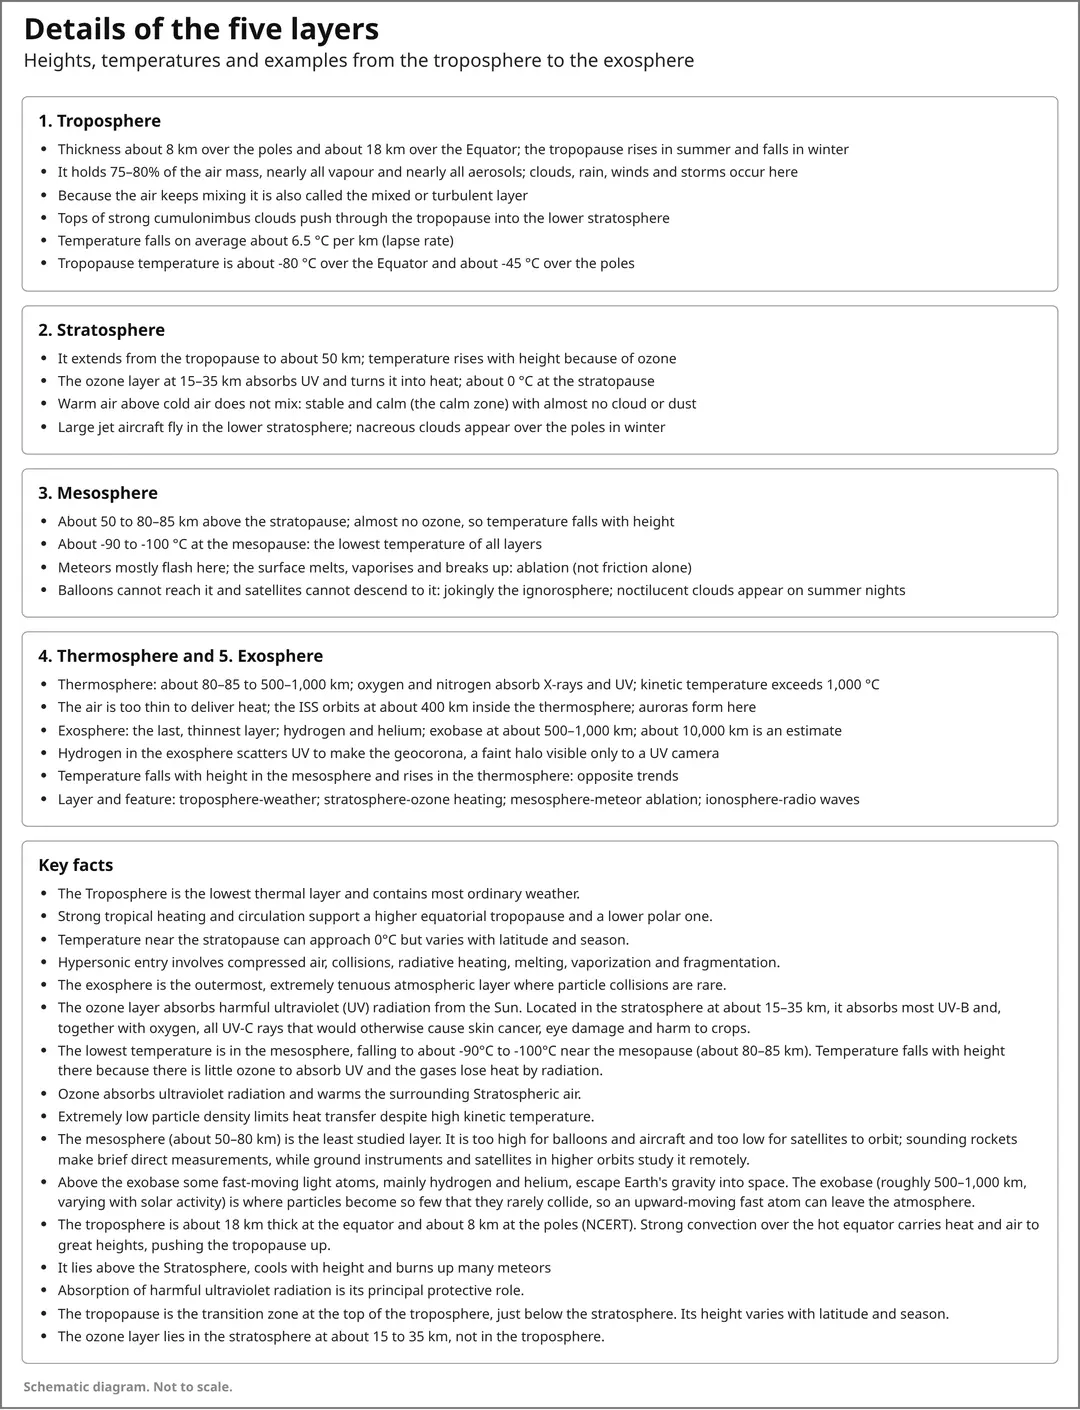 Details of the five layers
Heights, temperatures and examples from the troposphere to the exosphere
1. Troposphere
• Thickness about 8 km over the poles and about 18 km over the Equator; the tropopause rises in summer and falls in winter
• It holds 75–80% of the air mass, nearly all vapour and nearly all aerosols; clouds, rain, winds and storms occur here
• Because the air keeps mixing it is also called the mixed or turbulent layer
• Tops of strong cumulonimbus clouds push through the tropopause into the lower stratosphere
• Temperature falls on average about 6.5 °C per km (lapse rate)
• Tropopause temperature is about -80 °C over the Equator and about -45 °C over the poles
2. Stratosphere
• It extends from the tropopause to about 50 km; temperature rises with height because of ozone
• The ozone layer at 15–35 km absorbs UV and turns it into heat; about 0 °C at the stratopause
• Warm air above cold air does not mix: stable and calm (the calm zone) with almost no cloud or dust
• Large jet aircraft fly in the lower stratosphere; nacreous clouds appear over the poles in winter
3. Mesosphere
• About 50 to 80–85 km above the stratopause; almost no ozone, so temperature falls with height
• About -90 to -100 °C at the mesopause: the lowest temperature of all layers
• Meteors mostly flash here; the surface melts, vaporises and breaks up: ablation (not friction alone)
• Balloons cannot reach it and satellites cannot descend to it: jokingly the ignorosphere; noctilucent clouds appear on summer nights
4. Thermosphere and 5. Exosphere
• Thermosphere: about 80–85 to 500–1,000 km; oxygen and nitrogen absorb X-rays and UV; kinetic temperature exceeds 1,000 °C
• The air is too thin to deliver heat; the ISS orbits at about 400 km inside the thermosphere; auroras form here
• Exosphere: the last, thinnest layer; hydrogen and helium; exobase at about 500–1,000 km; about 10,000 km is an estimate
• Hydrogen in the exosphere scatters UV to make the geocorona, a faint halo visible only to a UV camera
• Temperature falls with height in the mesosphere and rises in the thermosphere: opposite trends
• Layer and feature: troposphere-weather; stratosphere-ozone heating; mesosphere-meteor ablation; ionosphere-radio waves
Key facts
• The Troposphere is the lowest thermal layer and contains most ordinary weather.
• Strong tropical heating and circulation support a higher equatorial tropopause and a lower polar one.
• Temperature near the stratopause can approach 0°C but varies with latitude and season.
• Hypersonic entry involves compressed air, collisions, radiative heating, melting, vaporization and fragmentation.
• The exosphere is the outermost, extremely tenuous atmospheric layer where particle collisions are rare.
• The ozone layer absorbs harmful ultraviolet (UV) radiation from the Sun. Located in the stratosphere at about 15–35 km, it absorbs most UV-B and,
together with oxygen, all UV-C rays that would otherwise cause skin cancer, eye damage and harm to crops.
• The lowest temperature is in the mesosphere, falling to about -90°C to -100°C near the mesopause (about 80–85 km). Temperature falls with height
there because there is little ozone to absorb UV and the gases lose heat by radiation.
• Ozone absorbs ultraviolet radiation and warms the surrounding Stratospheric air.
• Extremely low particle density limits heat transfer despite high kinetic temperature.
• The mesosphere (about 50–80 km) is the least studied layer. It is too high for balloons and aircraft and too low for satellites to orbit; sounding rockets
make brief direct measurements, while ground instruments and satellites in higher orbits study it remotely.
• Above the exobase some fast-moving light atoms, mainly hydrogen and helium, escape Earth's gravity into space. The exobase (roughly 500–1,000 km,
varying with solar activity) is where particles become so few that they rarely collide, so an upward-moving fast atom can leave the atmosphere.
• The troposphere is about 18 km thick at the equator and about 8 km at the poles (NCERT). Strong convection over the hot equator carries heat and air to
great heights, pushing the tropopause up.
• It lies above the Stratosphere, cools with height and burns up many meteors
• Absorption of harmful ultraviolet radiation is its principal protective role.
• The tropopause is the transition zone at the top of the troposphere, just below the stratosphere. Its height varies with latitude and season.
• The ozone layer lies in the stratosphere at about 15 to 35 km, not in the troposphere.
Schematic diagram. Not to scale.